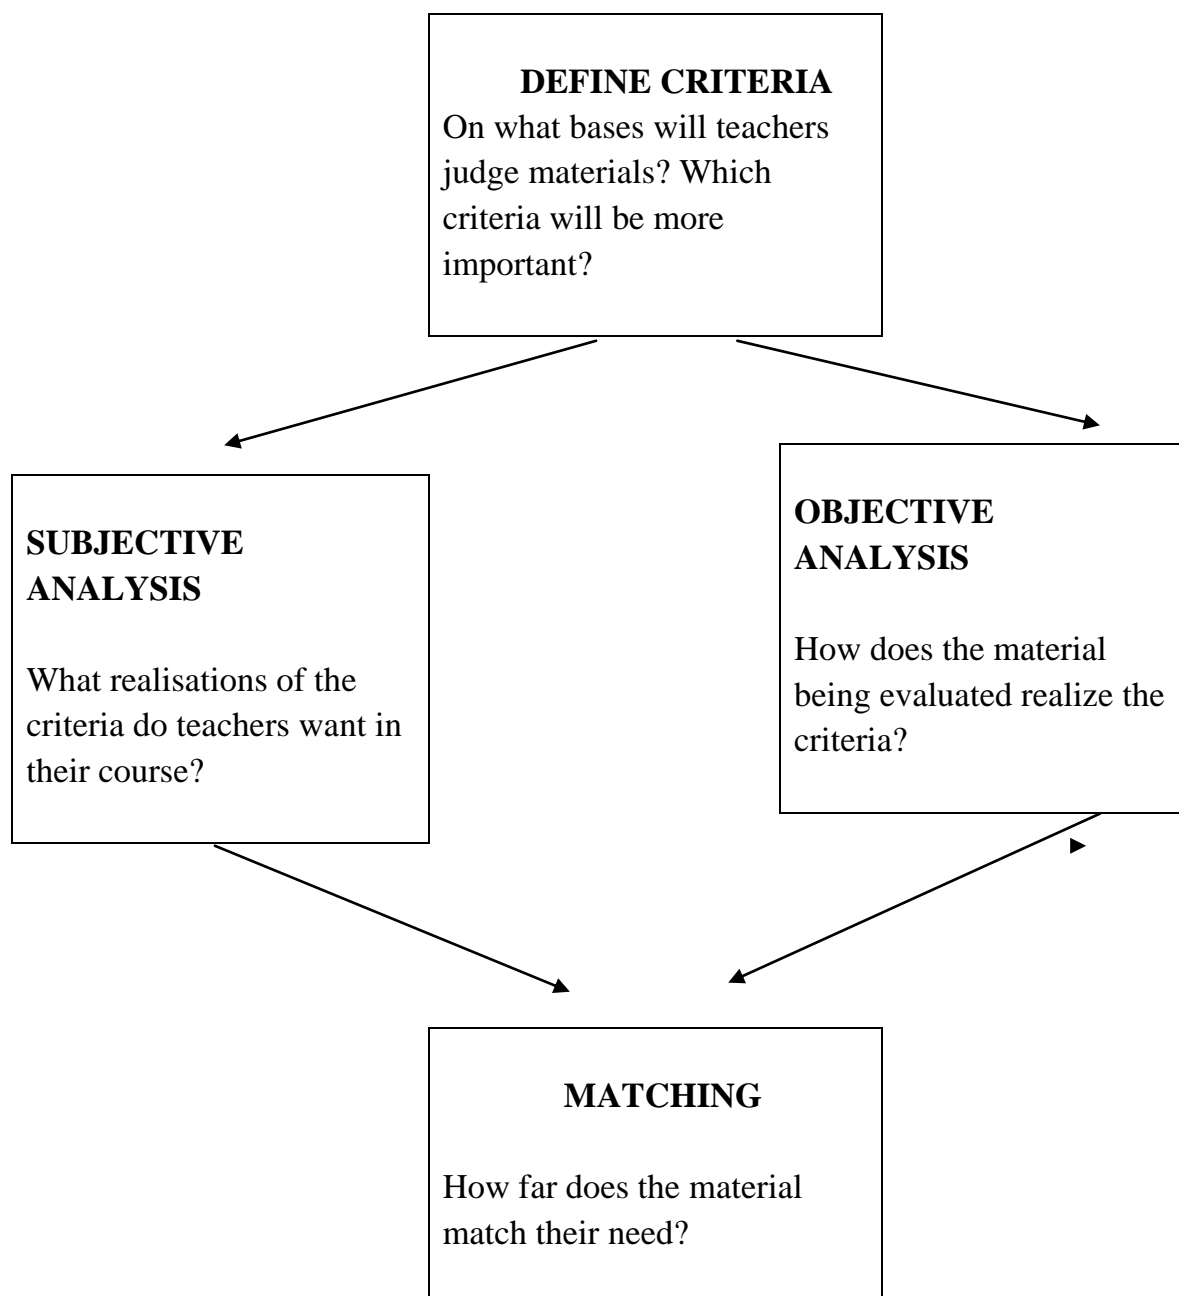 DEFINE CRITERIA
On what bases will teachers
judge materials? Which
criteria will be more
important?
SUBJECTIVE
ANALYSIS
What realisations of the
criteria do teachers want in
their course?
OBJECTIVE
ANALYSIS
How does the material
being evaluated realize the
criteria?
MATCHING
How far does the material
match their need?